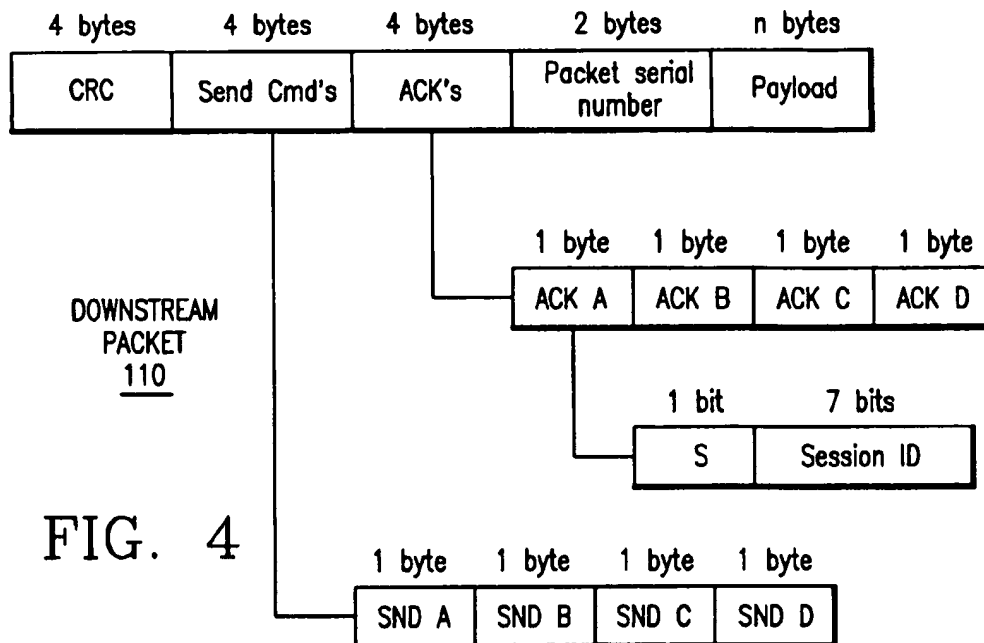 4 bytes 4 bytes 4 bytes 2 bytes n bytes
CRC Send Cmd's ACK's Packet serial number Payload
1 byte 1 byte 1 byte 1 byte
ACK A ACK B ACK C ACK D
DOWNSTREAM
PACKET
110
1 bit 7 bits
S Session ID
FIG. 4
1 byte 1 byte 1 byte 1 byte
SND A SND B SND C SND D